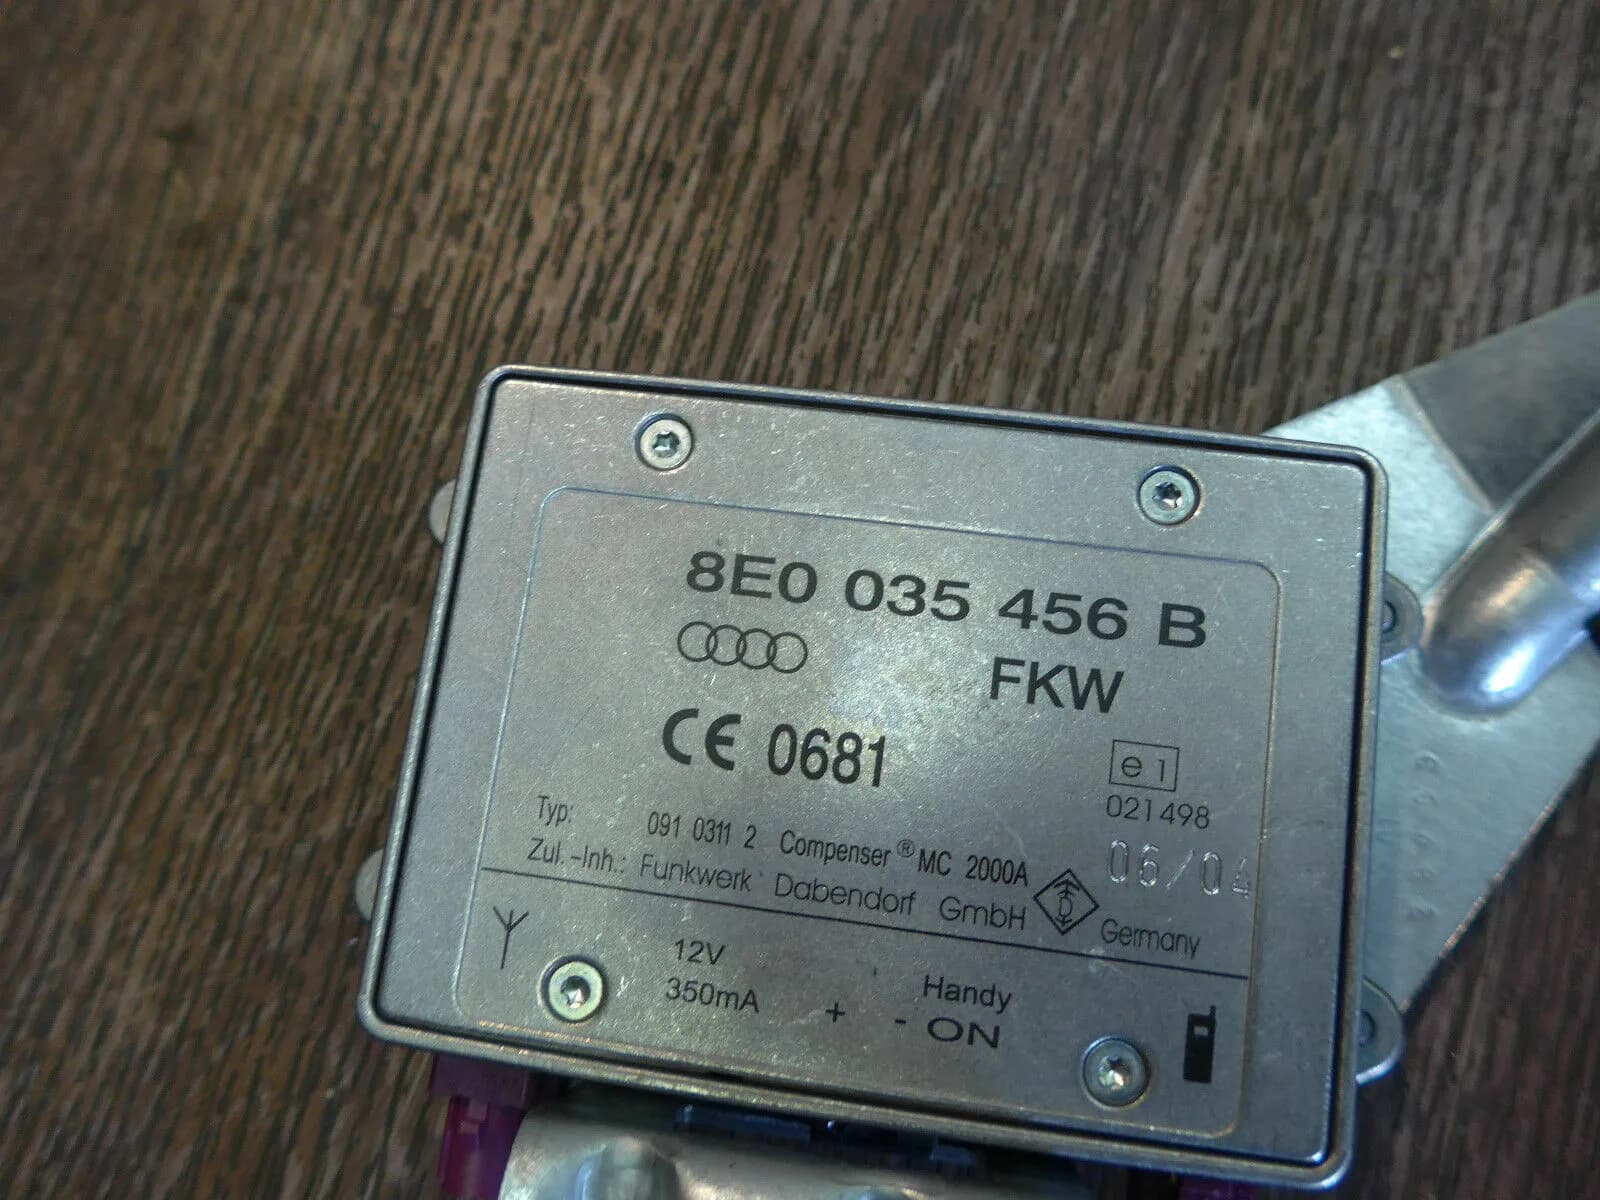 8E0 035 456 B
FKW
CE 0681
e 1
021498
Typ: 091 0311 2 Compenser® MC 2000A
06/04
Zul.-Inh.: Funkwerk Dabendorf GmbH
D
Germany
12V
350mA
+ -
Handy
ON